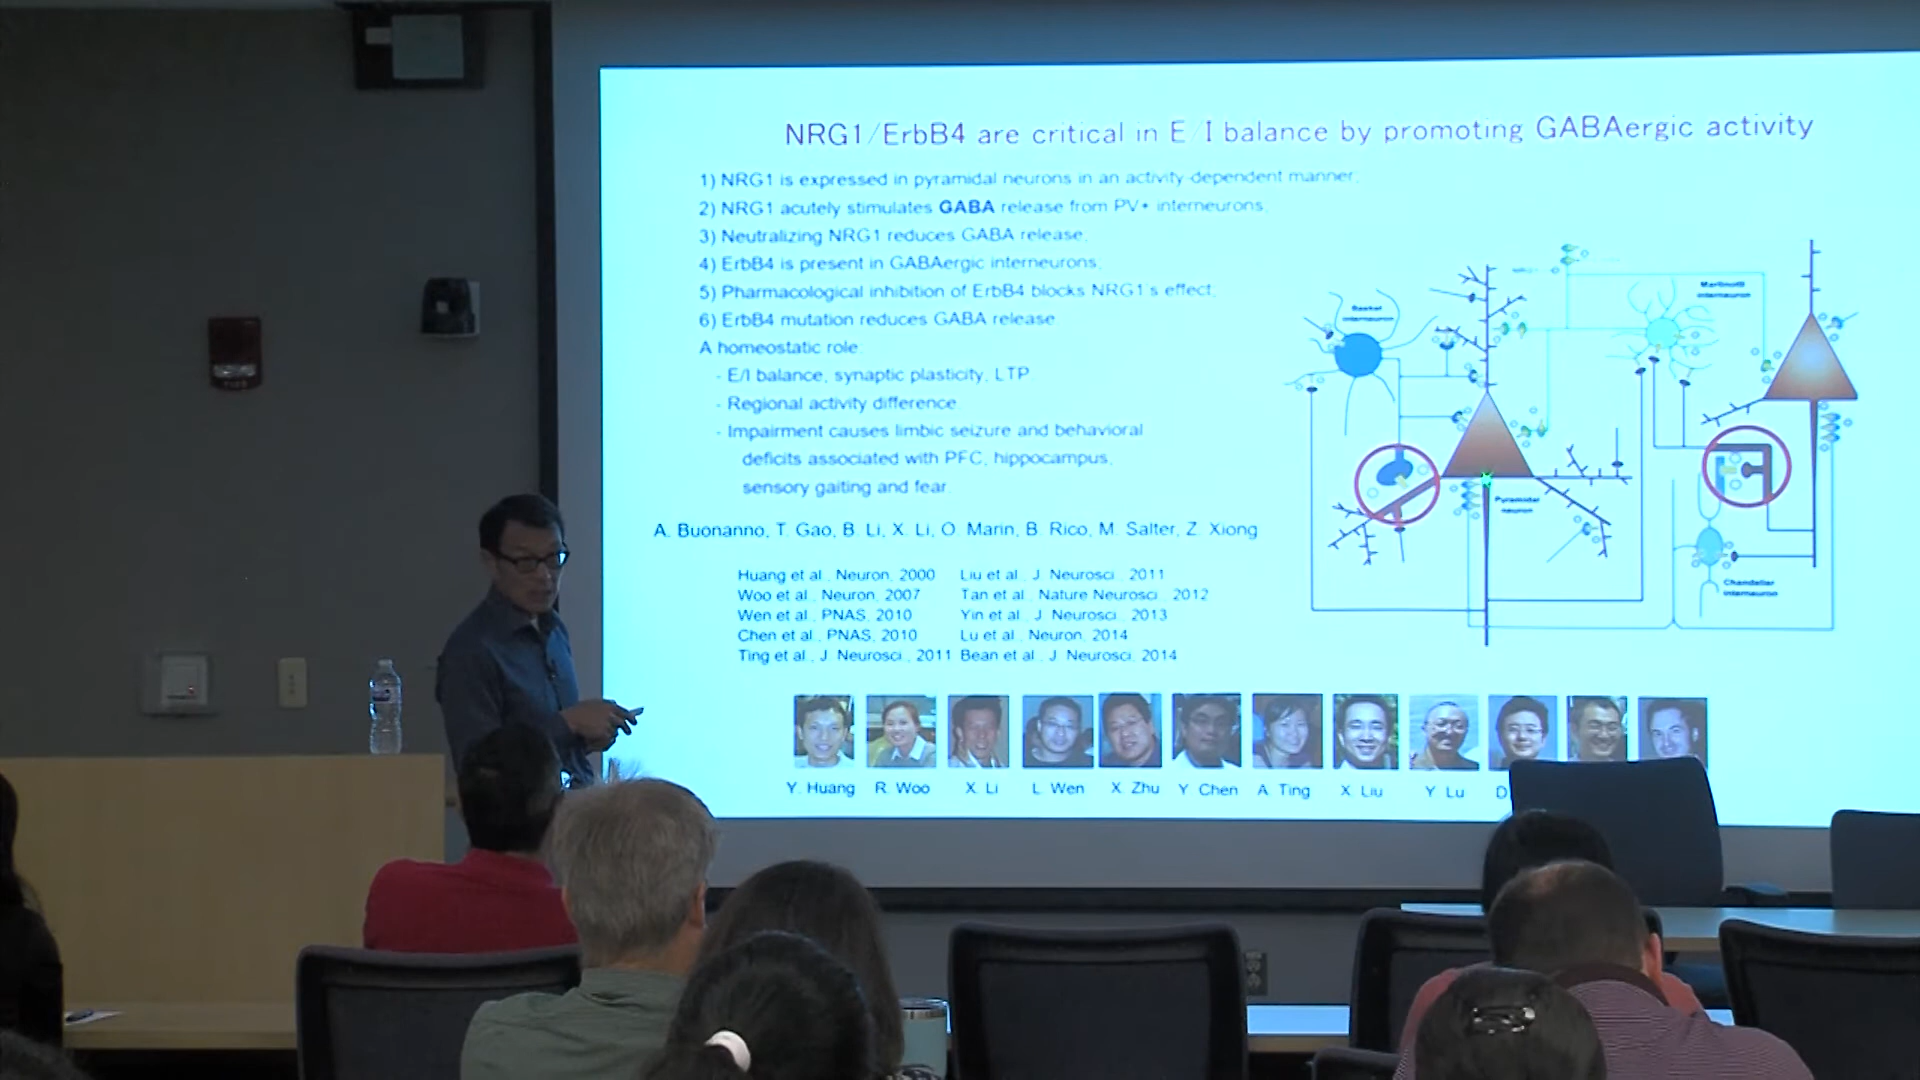 NRG1/ErbB4 are critical in E/I balance by promoting GABAergic activity
1) NRG1 is expressed in pyramidal neurons in an activity-dependent manner;
2) NRG1 acutely stimulates GABA release from PV+ interneurons;
3) Neutralizing NRG1 reduces GABA release;
4) ErbB4 is present in GABAergic interneurons;
5) Pharmacological inhibition of ErbB4 blocks NRG1's effect;
6) ErbB4 mutation reduces GABA release.
A homeostatic role:
- E/I balance, synaptic plasticity, LTP
- Regional activity difference
- Impairment causes limbic seizure and behavioral
deficits associated with PFC, hippocampus,
sensory gaiting and fear
A. Buonanno, T. Gao, B. Li, X. Li, O. Marin, B. Rico, M. Salter, Z. Xiong
Huang et al., Neuron, 2000
Woo et al., Neuron, 2007
Wen et al., PNAS, 2010
Chen et al., PNAS, 2010
Ting et al., J. Neurosci., 2011
Liu et al., J. Neurosci., 2011
Tan et al., Nature Neurosci., 2012
Yin et al., J. Neurosci., 2013
Lu et al., Neuron, 2014
Bean et al., J. Neurosci., 2014
Basket
interneuron
Martinotti
interneuron
Pyramidal
neuron
Chandelier
interneuron
Y. Huang R. Woo X. Li L. Wen X. Zhu Y. Chen A. Ting X. Liu Y. Lu D
FIRE